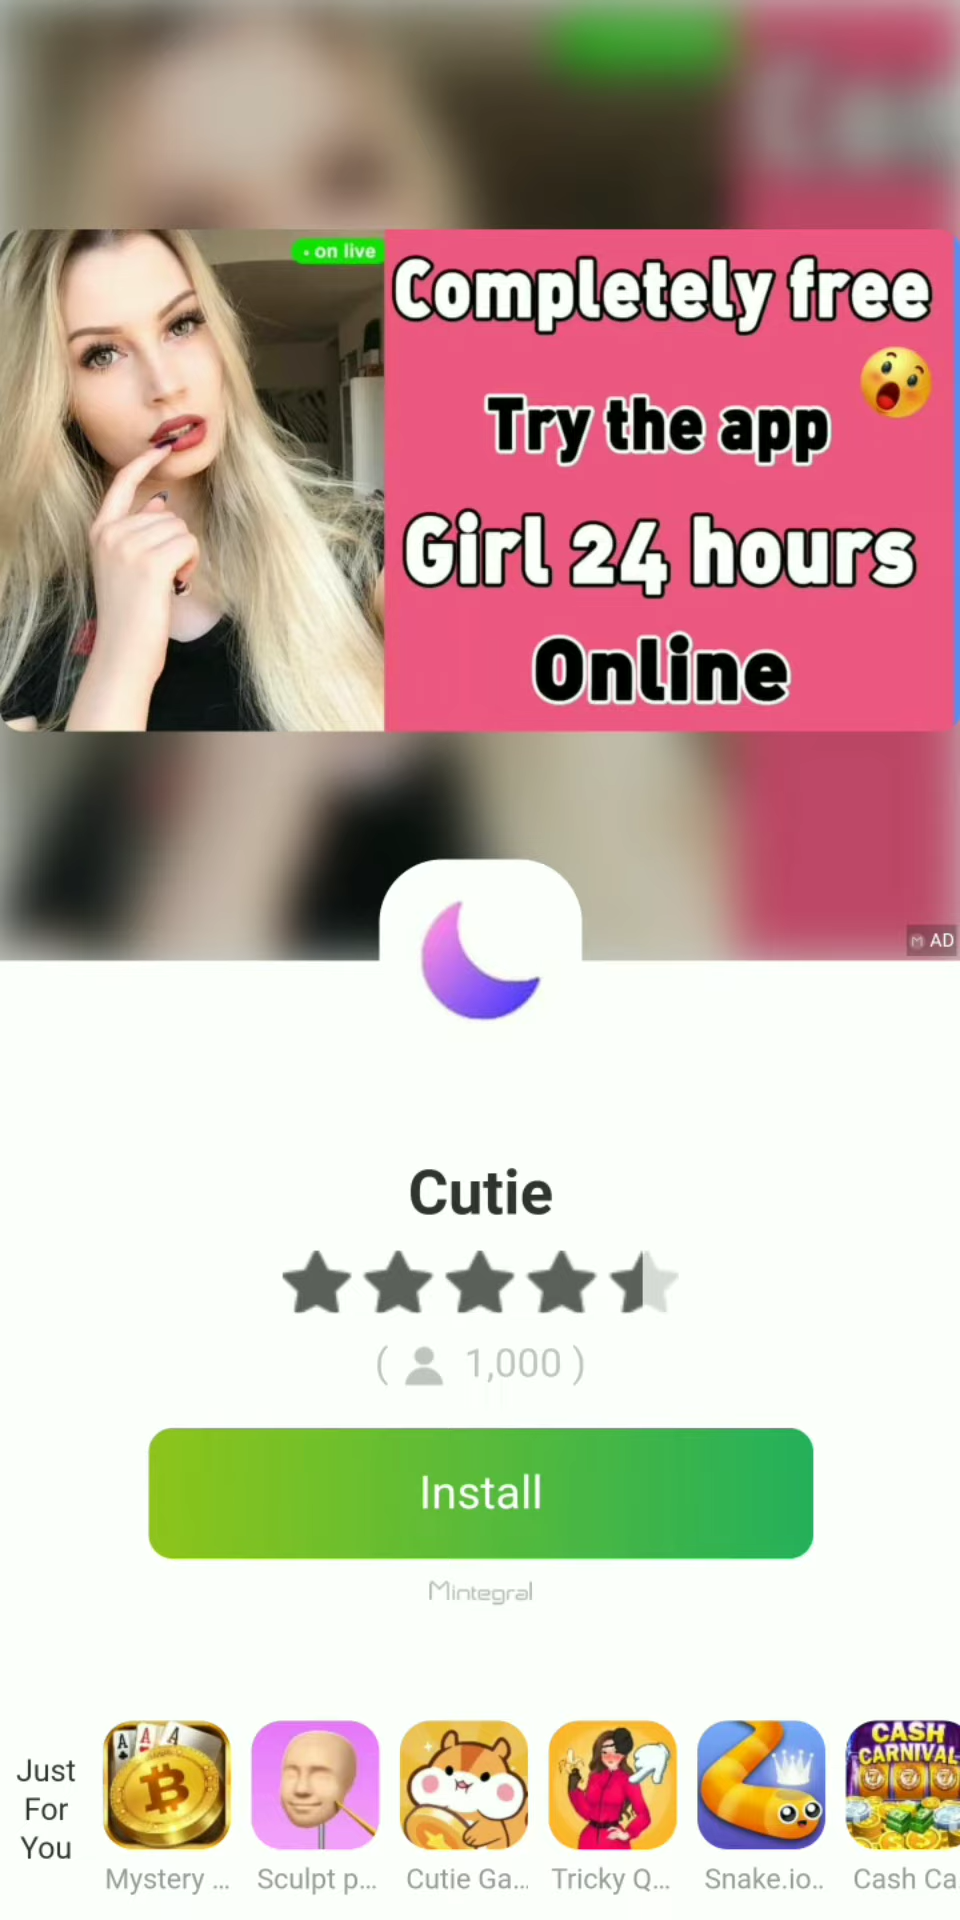 • on live
Completely free
Try the app
Girl 24 hours
Online
AD
Cutie
( 1,000 )
Install
Mintegral
Just
For
You
A A A
CASH
CARNIVAL
Mystery ...
Sculpt p...
Cutie Ga...
Tricky Q...
Snake.io..
Cash Ca